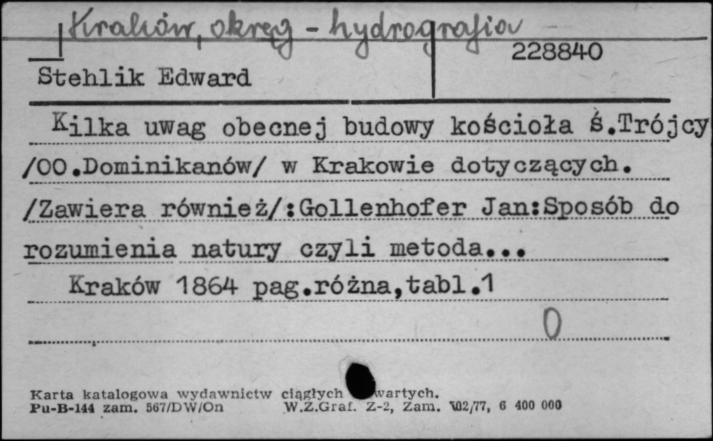 Kraków, okręg - hydrografia
228840
Stehlik Edward
Kilka uwag obecnej budowy kościoła ś.Trójcy
/OO.Dominikanów/ w Krakowie dotyczących.
/Zawiera również/:Gollenhofer Jan:Sposób do
rozumienia natury czyli metoda...
Kraków 1864 pag.różna,tabl.1
0
Karta katalogowa wydawnictw ciągłych wartych.
Pu-B-144 zam. 567/DW/On W.Z.Graf. Z-2, Zam. 702/77, 6 400 000